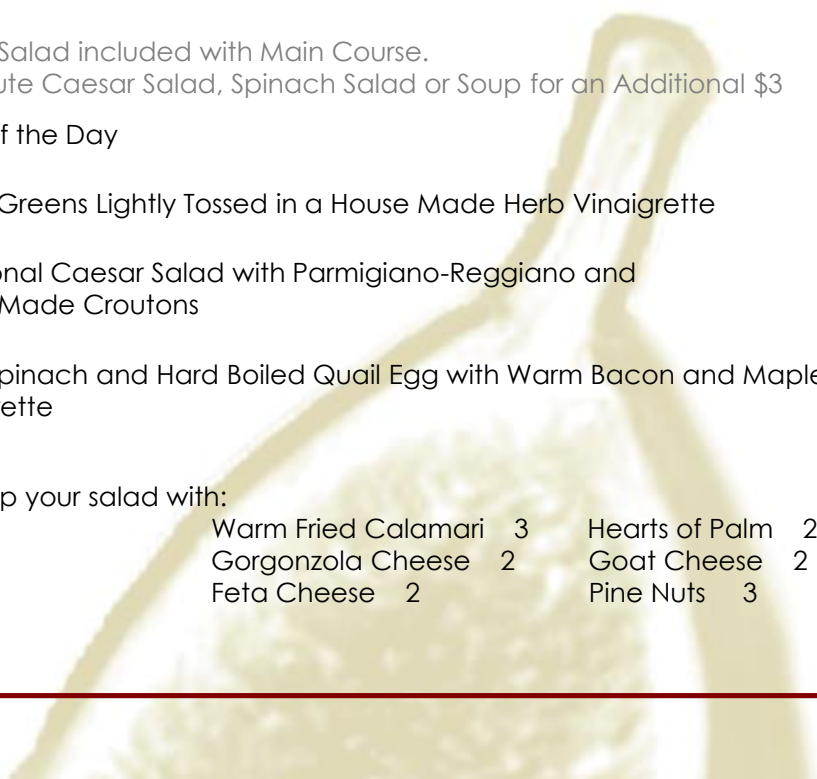 Salad included with Main Course.
ute Caesar Salad, Spinach Salad or Soup for an Additional $3
f the Day
Greens Lightly Tossed in a House Made Herb Vinaigrette
onal Caesar Salad with Parmigiano-Reggiano and
Made Croutons
pinach and Hard Boiled Quail Egg with Warm Bacon and Maple
ette
p your salad with:
Warm Fried Calamari 3 Hearts of Palm 2
Gorgonzola Cheese 2 Goat Cheese 2
Feta Cheese 2 Pine Nuts 3